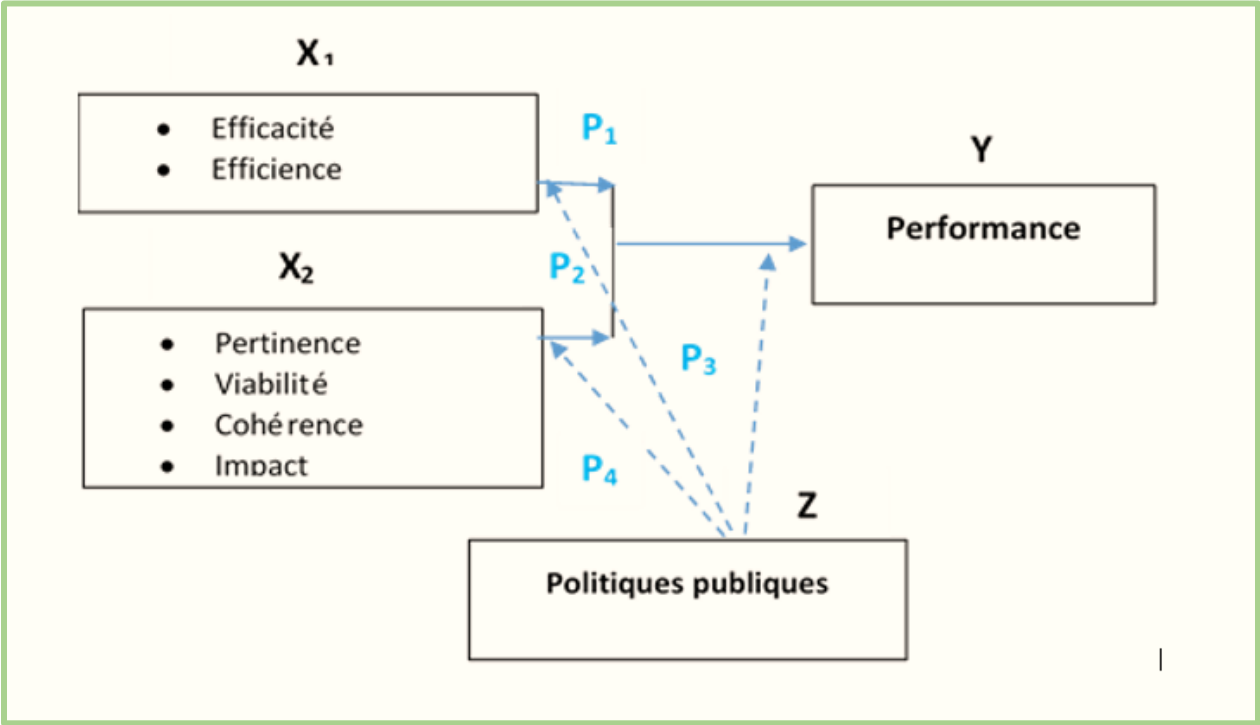 X₁
• Efficacité
• Efficience
P₁
Y
Performance
X₂
P₂
• Pertinence
• Viabilité
• Cohérence
• Impact
P₃
P₄
Z
Politiques publiques